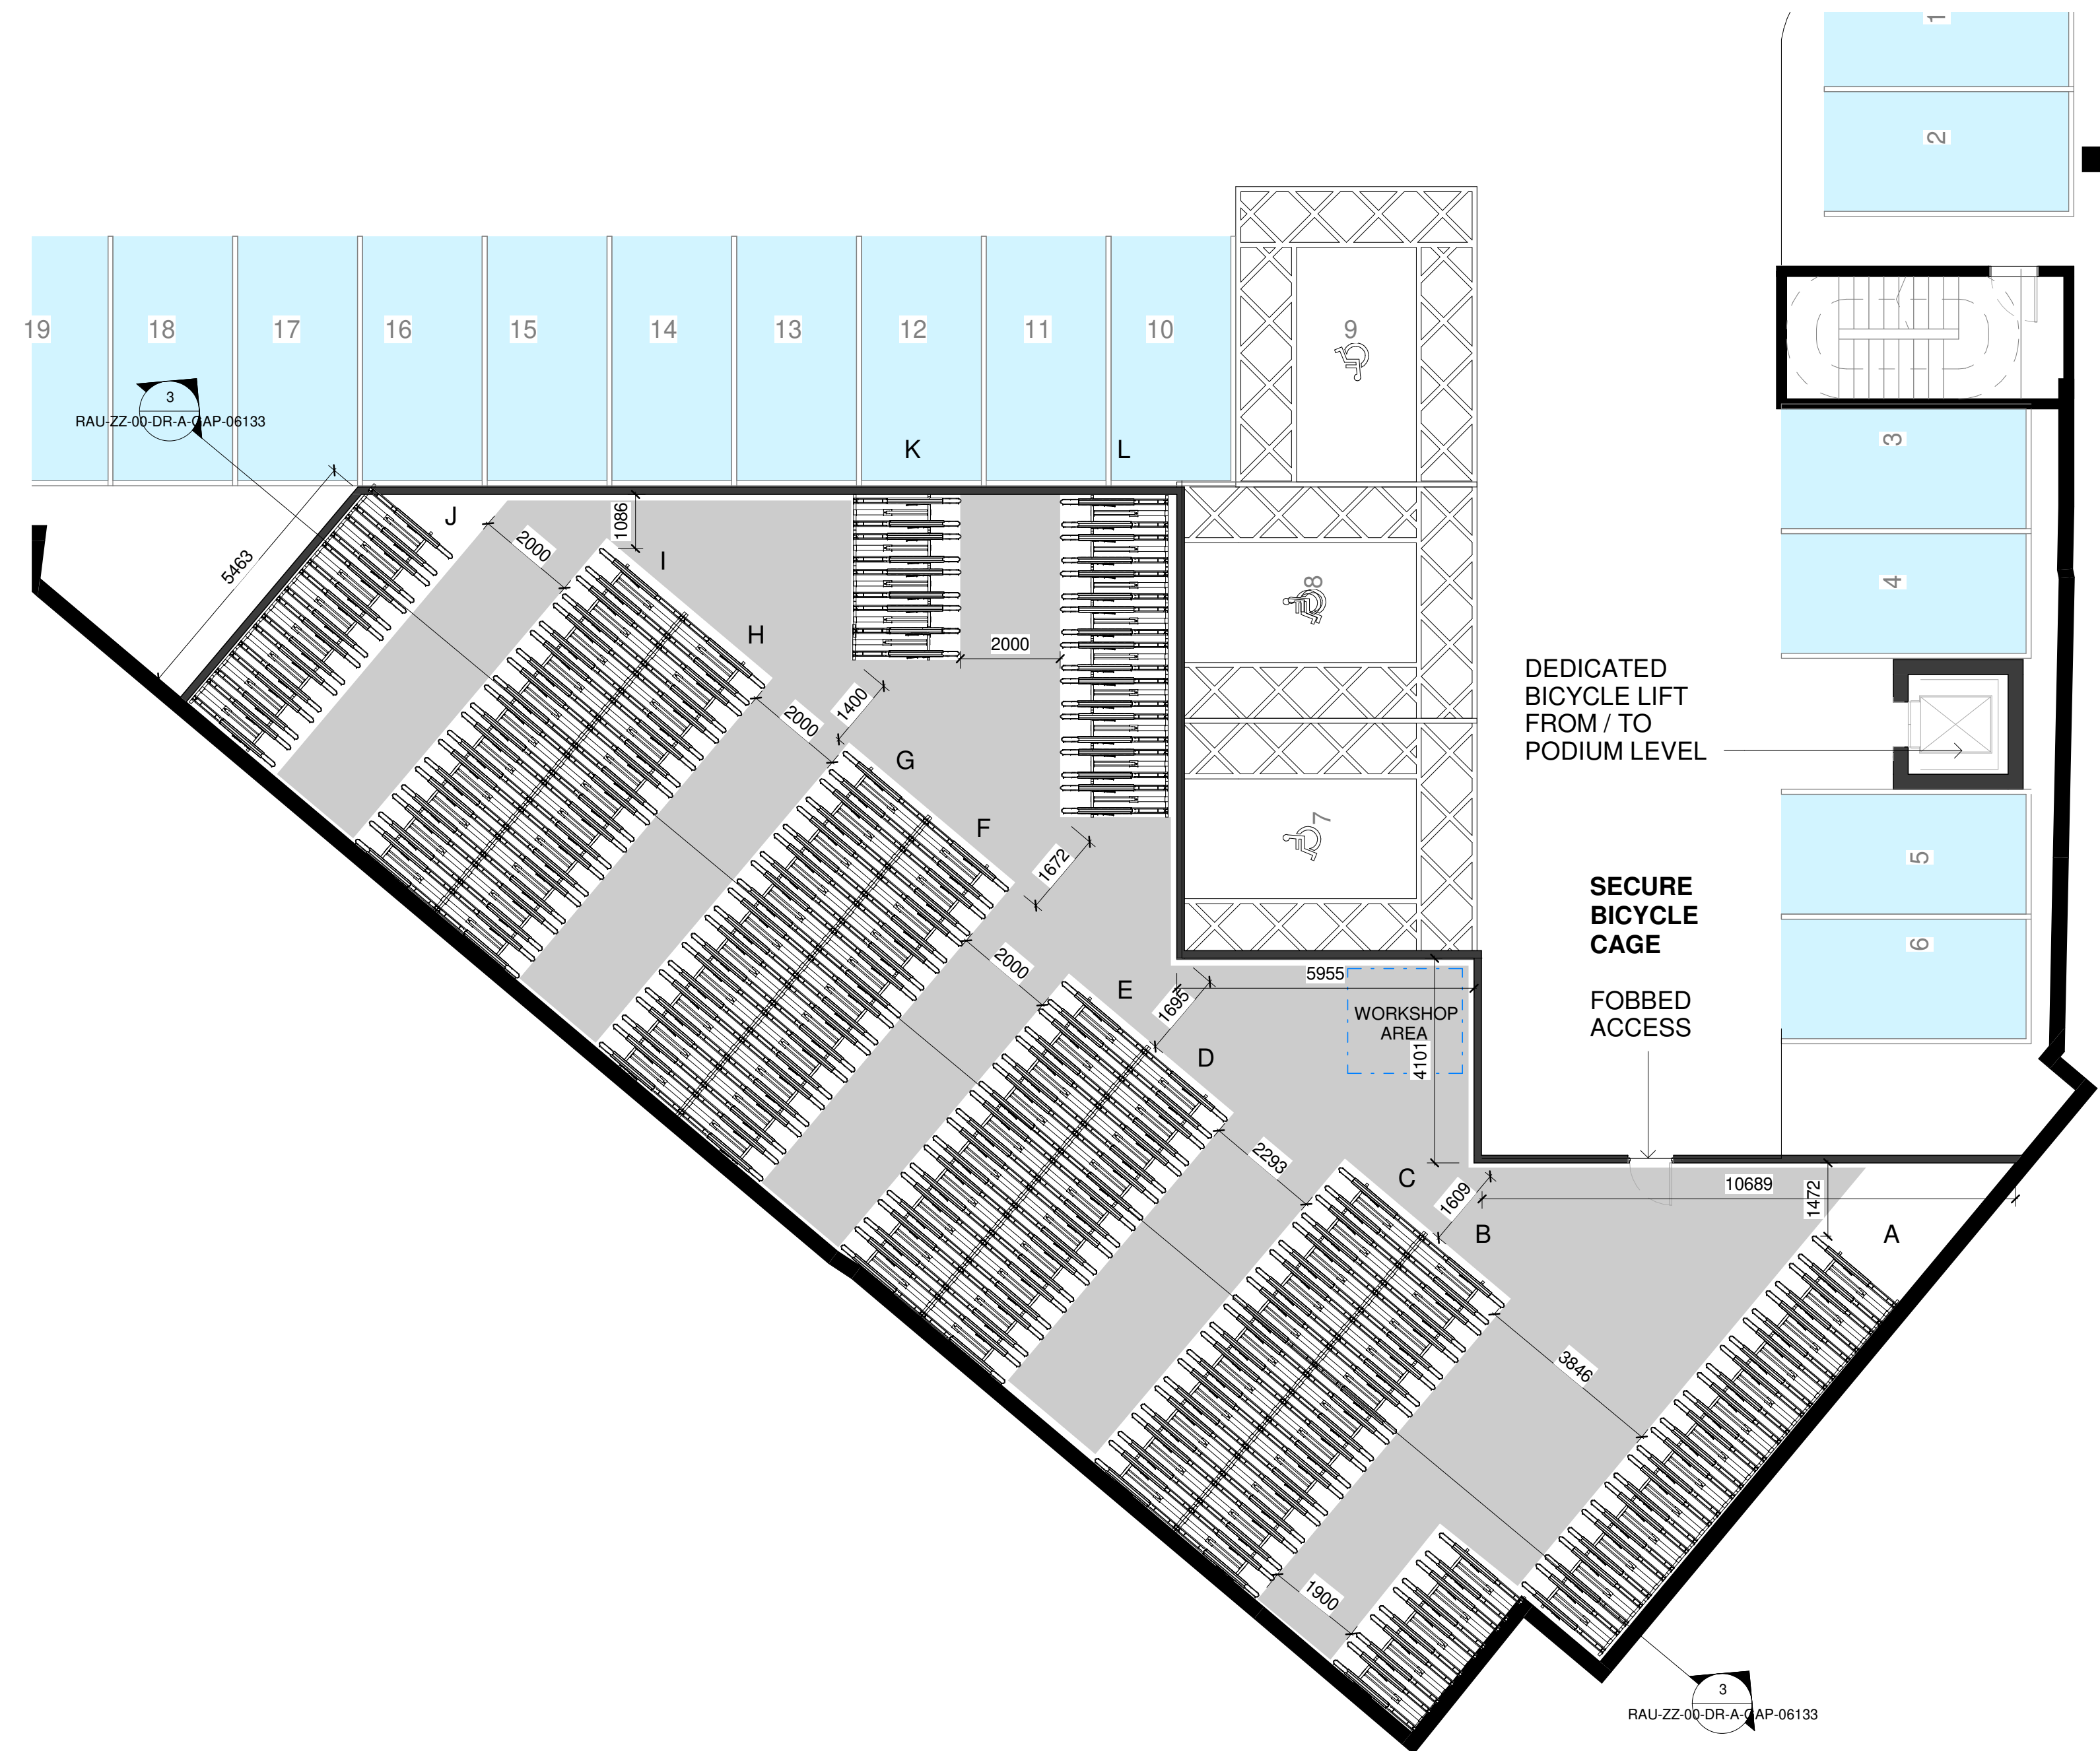 1
2
19
18
17
16
15
14
13
12
11
10
9
3
RAU-ZZ-00-DR-A-GAP-06133
K
L
3
J
1086
2000
5463
I
8
4
H
2000
2000
1400
DEDICATED
BICYCLE LIFT
FROM / TO
PODIUM LEVEL
G
F
7
1672
5
SECURE
BICYCLE
CAGE
6
2000
5955
E
1695
WORKSHOP
AREA
4101
FOBBED
ACCESS
D
2293
C
1609
10689
1472
B
A
3846
1900
3
RAU-ZZ-00-DR-A-GAP-06133